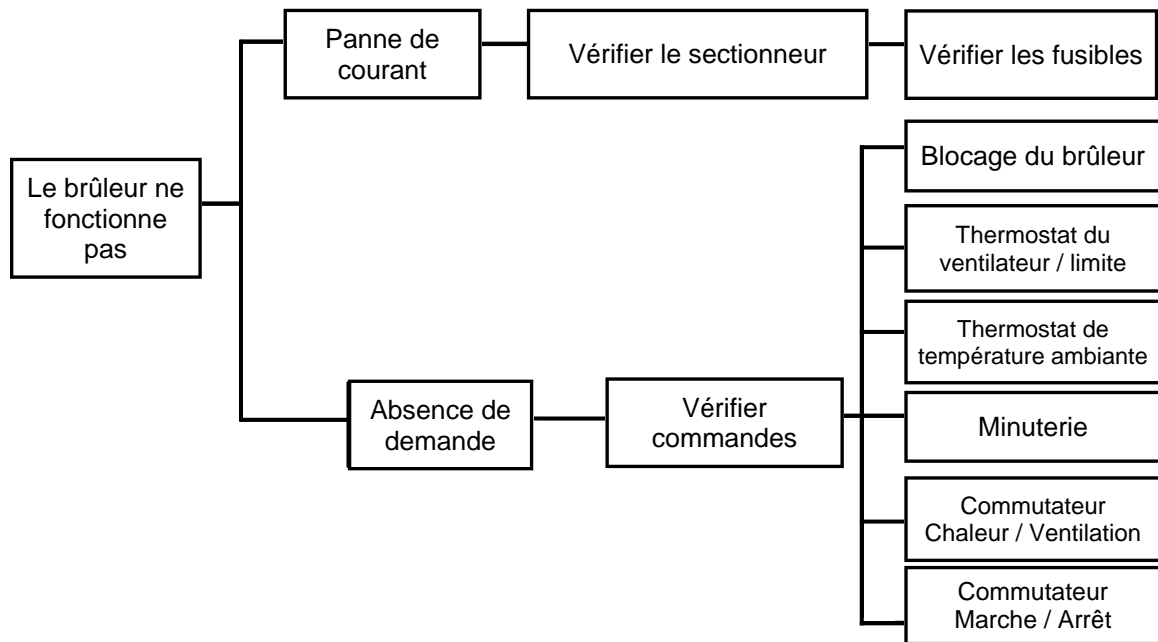 Le brûleur ne
fonctionne
pas
Panne de
courant
Vérifier le sectionneur
Vérifier les fusibles
Absence de
demande
Vérifier
commandes
Blocage du brûleur
Thermostat du
ventilateur / limite
Thermostat de
température ambiante
Minuterie
Commutateur
Chaleur / Ventilation
Commutateur
Marche / Arrêt